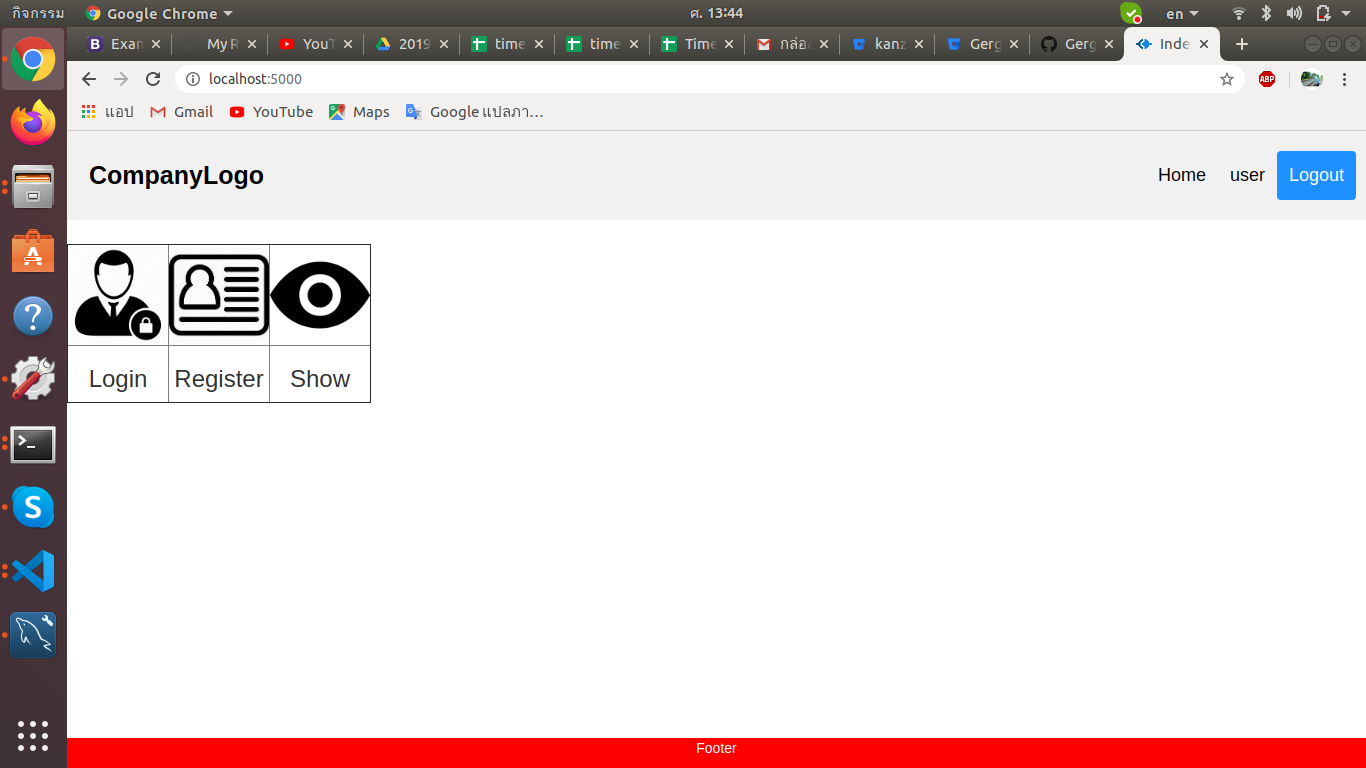 กิจกรรม Google Chrome ศ. 13:44 en
Exan My R YouT 2019 time time Time กล่อง kanz Gerg Gerg Inde
localhost:5000 ABP
แอป Gmail YouTube Maps Google แปลภา…
CompanyLogo Home user Logout
Login Register Show
Footer